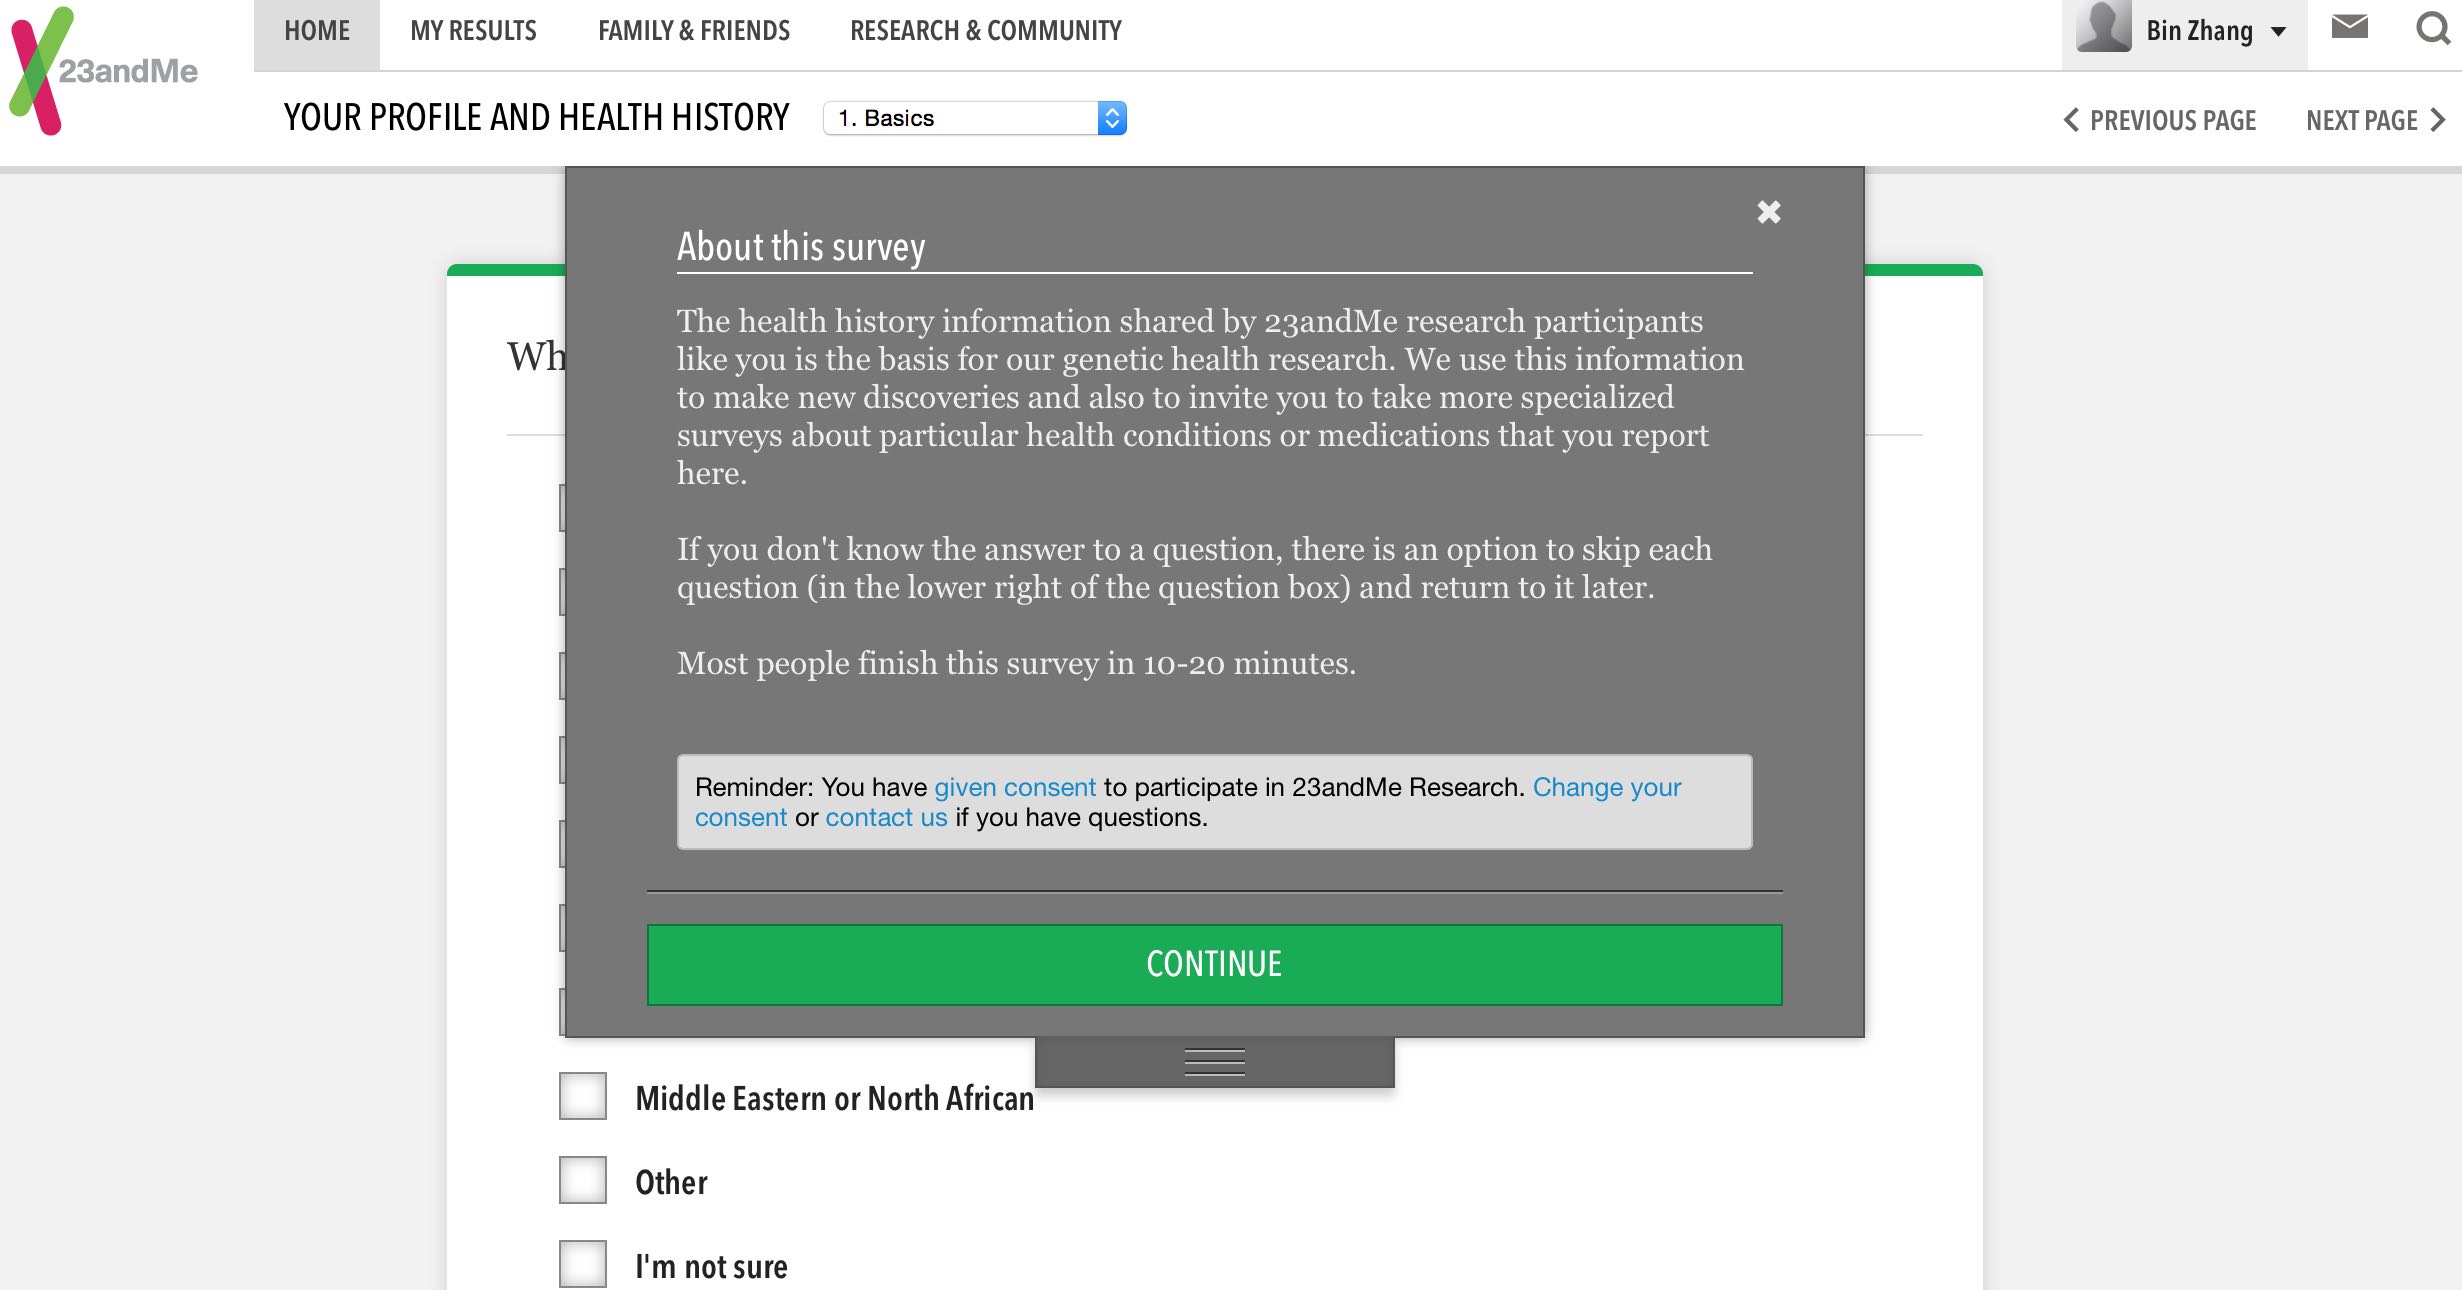 23andMe
HOME
MY RESULTS
FAMILY & FRIENDS
RESEARCH & COMMUNITY
Bin Zhang
YOUR PROFILE AND HEALTH HISTORY
1. Basics
PREVIOUS PAGE
NEXT PAGE
About this survey
The health history information shared by 23andMe research participants
like you is the basis for our genetic health research. We use this information
to make new discoveries and also to invite you to take more specialized
surveys about particular health conditions or medications that you report
here.
If you don't know the answer to a question, there is an option to skip each
question (in the lower right of the question box) and return to it later.
Most people finish this survey in 10-20 minutes.
Reminder: You have given consent to participate in 23andMe Research. Change your
consent or contact us if you have questions.
CONTINUE
Middle Eastern or North African
Other
I'm not sure